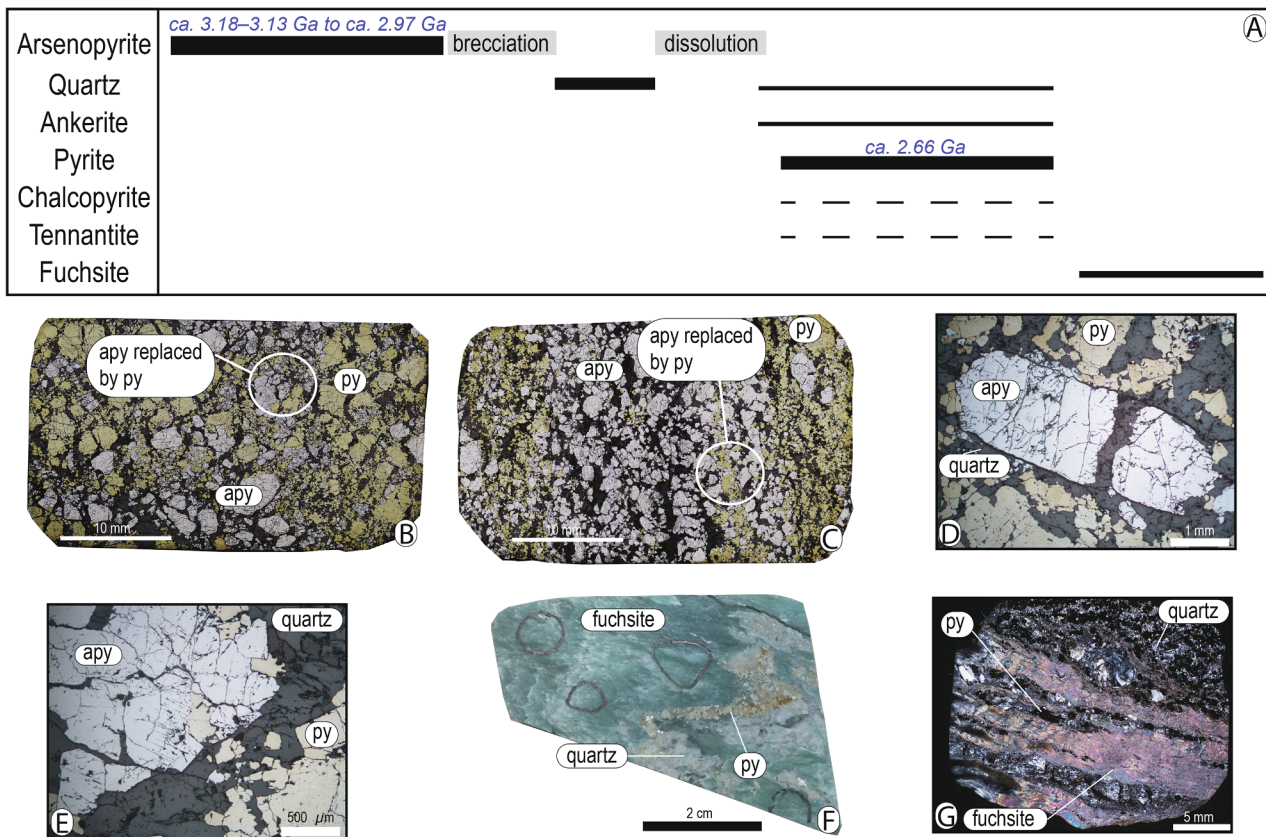 ca. 3.18–3.13 Ga to ca. 2.97 Ga
A
Arsenopyrite
brecciation
dissolution
Quartz
Ankerite
Pyrite
ca. 2.66 Ga
Chalcopyrite
Tennantite
Fuchsite
apy replaced
by py
py
apy
10 mm
B
apy
apy replaced
by py
py
10 mm
C
py
apy
quartz
1 mm
D
quartz
apy
py
500 µm
E
fuchsite
quartz
py
2 cm
F
py
quartz
fuchsite
5 mm
G